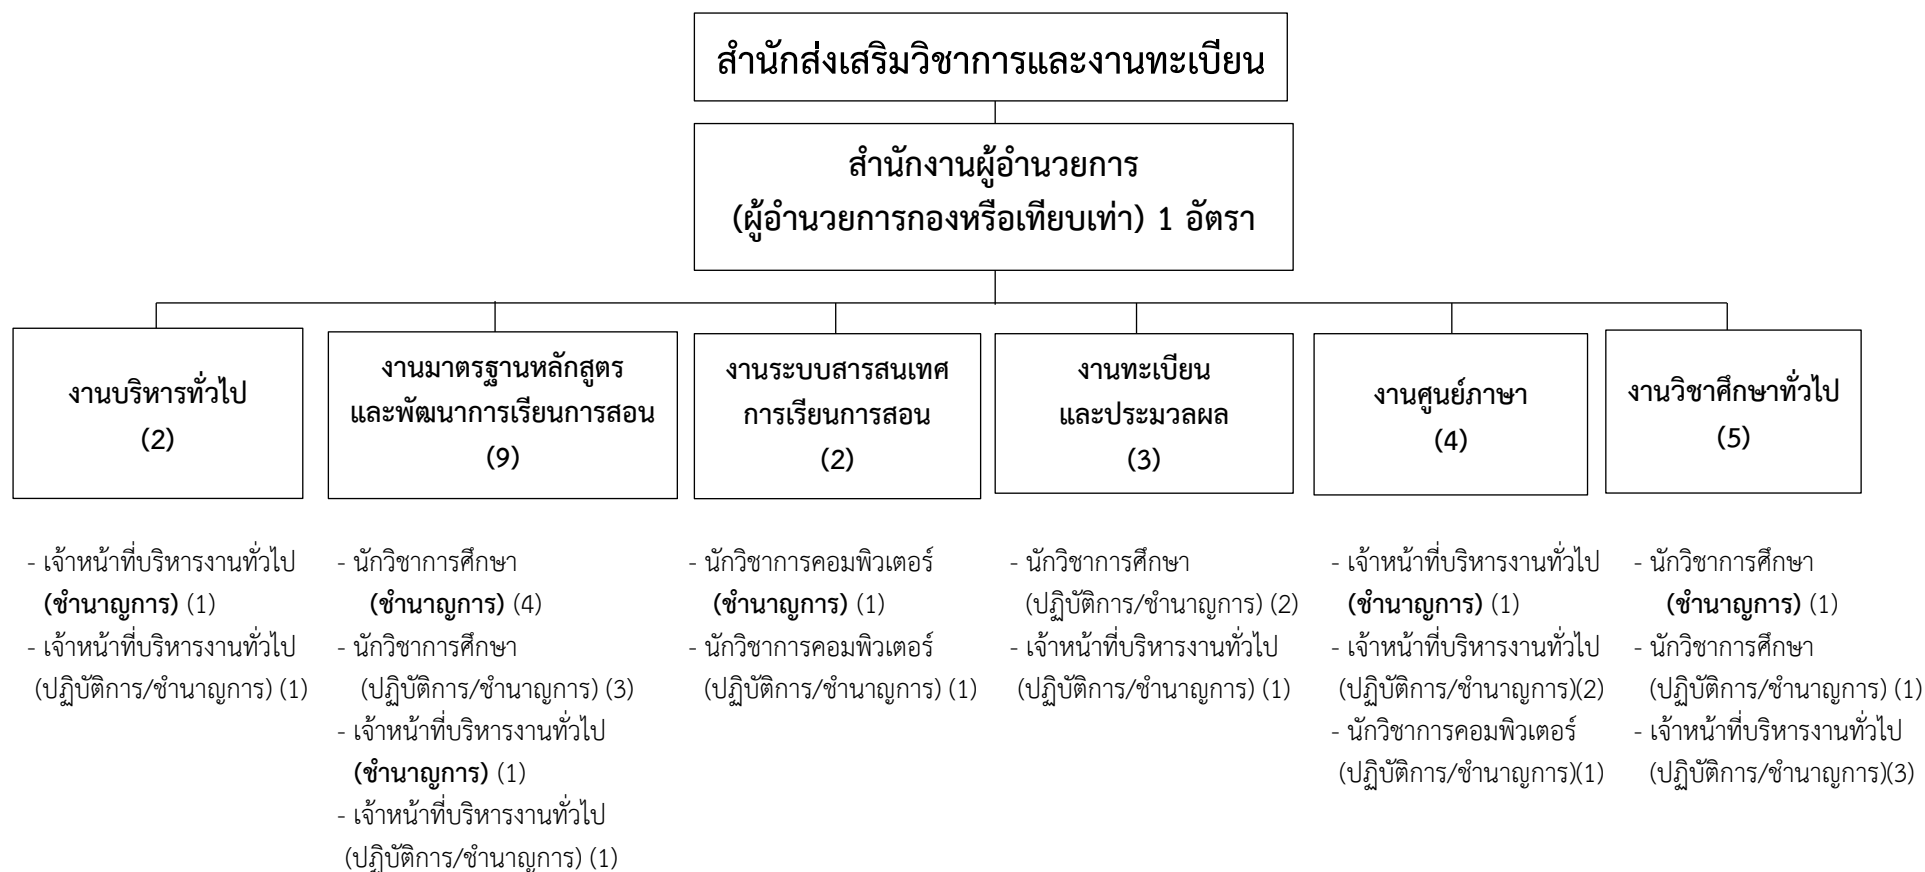 สำนักส่งเสริมวิชาการและงานทะเบียน
สำนักงานผู้อำนวยการ
(ผู้อำนวยการกองหรือเทียบเท่า) 1 อัตรา
งานบริหารทั่วไป
(2)
งานมาตรฐานหลักสูตร
และพัฒนาการเรียนการสอน
(9)
งานระบบสารสนเทศ
การเรียนการสอน
(2)
งานทะเบียน
และประมวลผล
(3)
งานศูนย์ภาษา
(4)
งานวิชาศึกษาทั่วไป
(5)
- เจ้าหน้าที่บริหารงานทั่วไป
(ชำนาญการ) (1)
- เจ้าหน้าที่บริหารงานทั่วไป
(ปฏิบัติการ/ชำนาญการ) (1)
- นักวิชาการศึกษา
(ชำนาญการ) (4)
- นักวิชาการศึกษา
(ปฏิบัติการ/ชำนาญการ) (3)
- เจ้าหน้าที่บริหารงานทั่วไป
(ชำนาญการ) (1)
- เจ้าหน้าที่บริหารงานทั่วไป
(ปฏิบัติการ/ชำนาญการ) (1)
- นักวิชาการคอมพิวเตอร์
(ชำนาญการ) (1)
- นักวิชาการคอมพิวเตอร์
(ปฏิบัติการ/ชำนาญการ) (1)
- นักวิชาการศึกษา
(ปฏิบัติการ/ชำนาญการ) (2)
- เจ้าหน้าที่บริหารงานทั่วไป
(ปฏิบัติการ/ชำนาญการ) (1)
- เจ้าหน้าที่บริหารงานทั่วไป
(ชำนาญการ) (1)
- เจ้าหน้าที่บริหารงานทั่วไป
(ปฏิบัติการ/ชำนาญการ)(2)
- นักวิชาการคอมพิวเตอร์
(ปฏิบัติการ/ชำนาญการ)(1)
- นักวิชาการศึกษา
(ชำนาญการ) (1)
- นักวิชาการศึกษา
(ปฏิบัติการ/ชำนาญการ) (1)
- เจ้าหน้าที่บริหารงานทั่วไป
(ปฏิบัติการ/ชำนาญการ)(3)